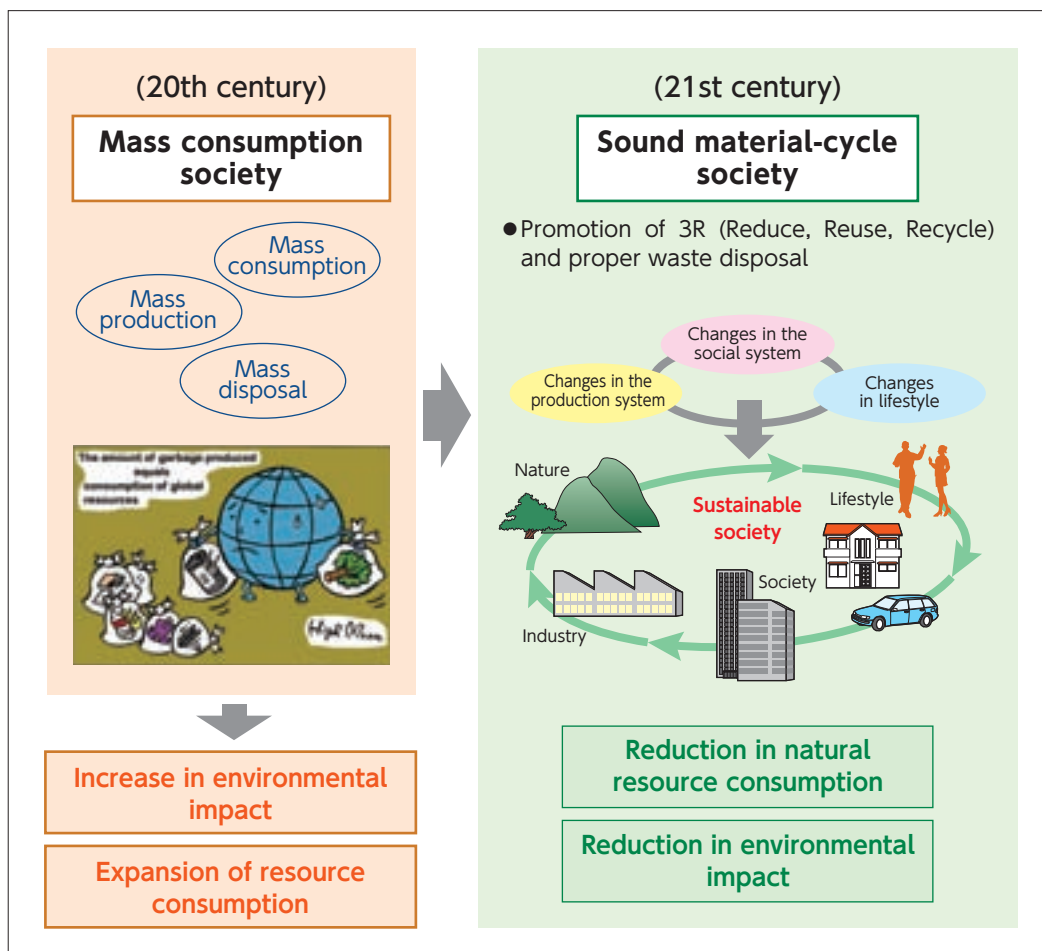 (20th century)
Mass consumption
society
Mass
consumption
Mass
production
Mass
disposal
The amount of garbage produced
equals
consumption of global
resources
Increase in environmental
impact
Expansion of resource
consumption
(21st century)
Sound material-cycle
society
●Promotion of 3R (Reduce, Reuse, Recycle)
and proper waste disposal
Changes in the
social system
Changes in the
production system
Changes
in lifestyle
Nature
Sustainable
society
Lifestyle
Society
Industry
Reduction in natural
resource consumption
Reduction in environmental
impact